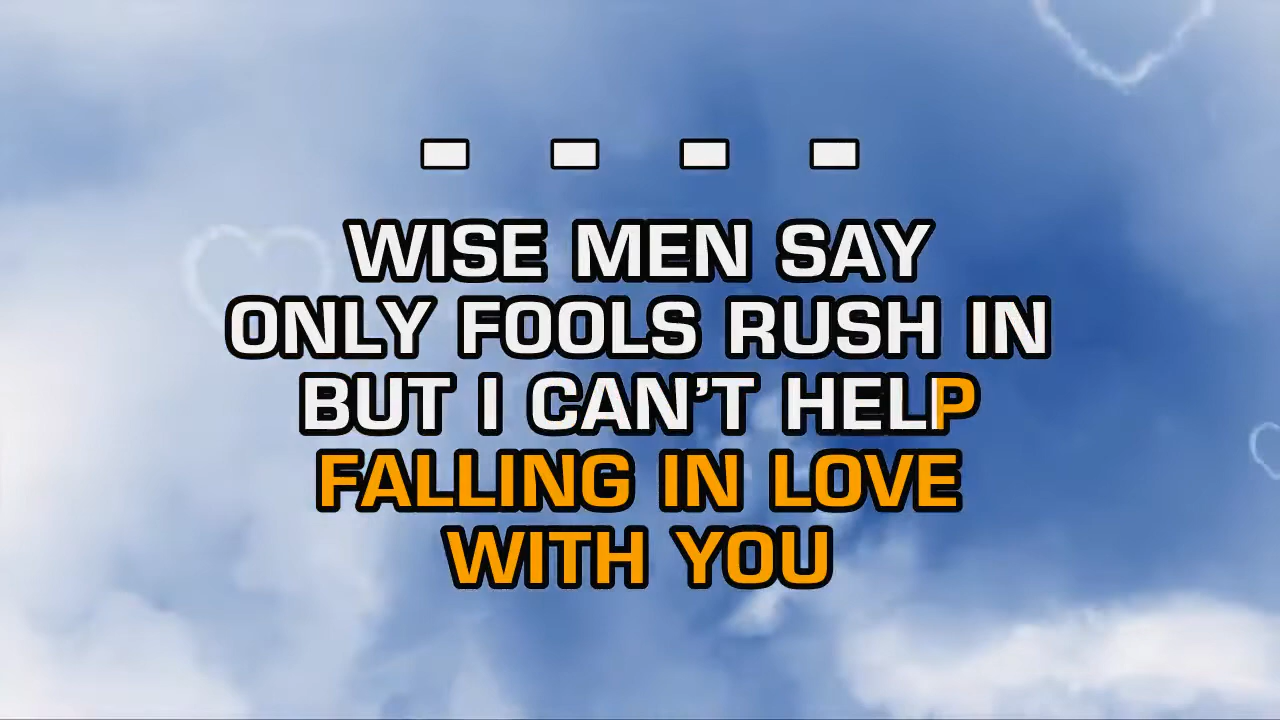 - - - -
WISE MEN SAY
ONLY FOOLS RUSH IN
BUT I CAN’T HELP
FALLING IN LOVE
WITH YOU